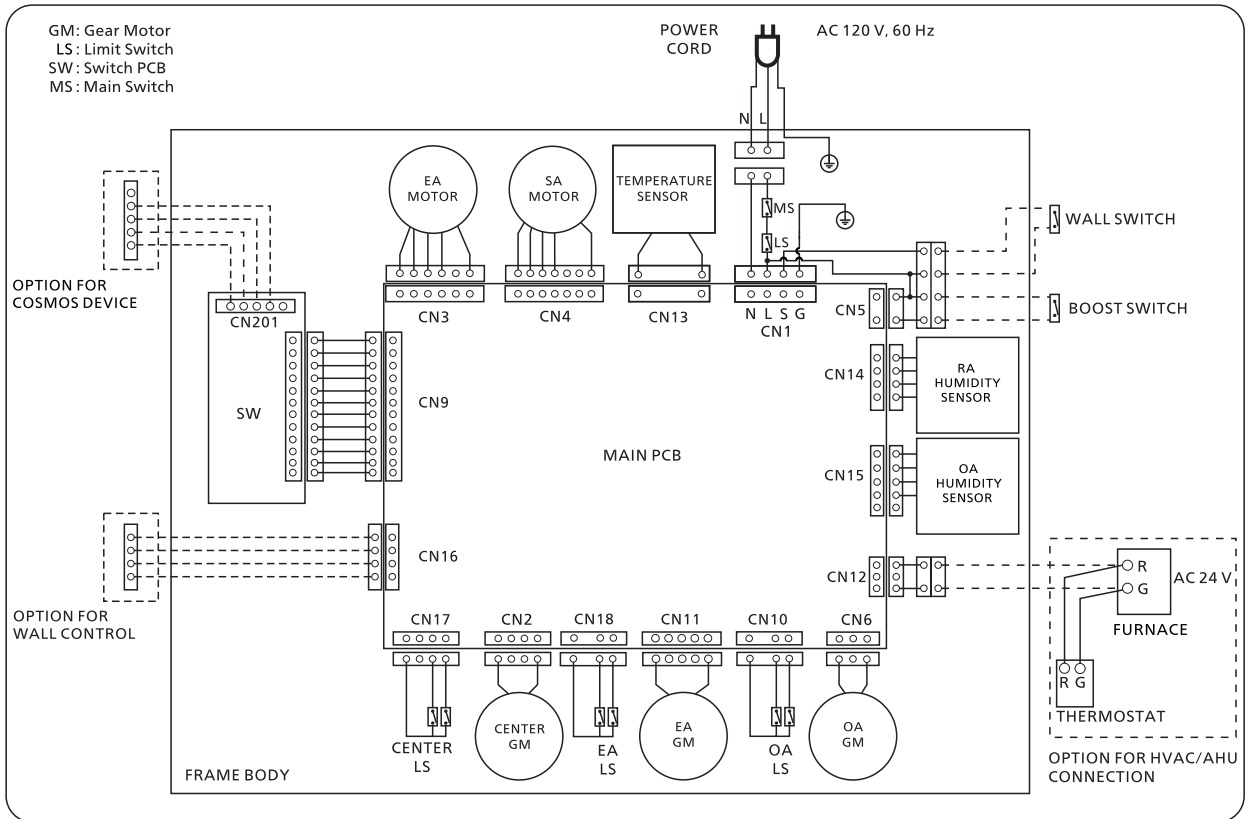 GM: Gear Motor
LS: Limit Switch
SW: Switch PCB
MS: Main Switch
POWER
CORD
AC 120 V, 60 Hz
N L
EA
MOTOR
SA
MOTOR
TEMPERATURE
SENSOR
MS
LS
WALL SWITCH
OPTION FOR
COSMOS DEVICE
CN201
CN3
CN4
CN13
N L S G
CN1
CN5
BOOST SWITCH
CN14
RA
HUMIDITY
SENSOR
SW
CN9
MAIN PCB
CN15
OA
HUMIDITY
SENSOR
CN16
CN12
R
G
AC 24 V
FURNACE
OPTION FOR
WALL CONTROL
CN17
CN2
CN18
CN11
CN10
CN6
R G
THERMOSTAT
CENTER
LS
CENTER
GM
EA
LS
EA
GM
OA
LS
OA
GM
FRAME BODY
OPTION FOR HVAC/AHU
CONNECTION